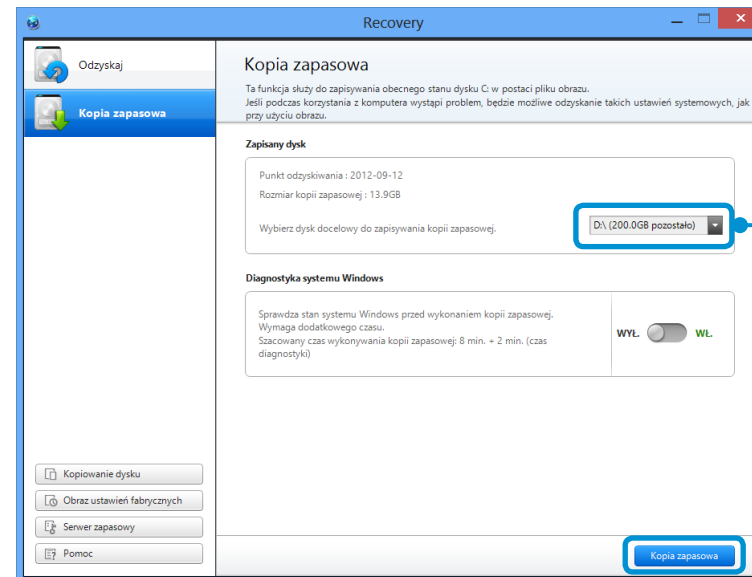 Recovery
Odzyskaj
Kopia zapasowa
Kopia zapasowa
Ta funkcja służy do zapisywania obecnego stanu dysku C: w postaci pliku obrazu.
Jeśli podczas korzystania z komputera wystąpi problem, będzie możliwe odzyskanie takich ustawień systemowych, jak
przy użyciu obrazu.
Zapisany dysk
Punkt odzyskiwania : 2012-09-12
Rozmiar kopii zapasowej : 13.9GB
Wybierz dysk docelowy do zapisywania kopii zapasowej.
D:\ (200.0GB pozostało)
Diagnostyka systemu Windows
Sprawdza stan systemu Windows przed wykonaniem kopii zapasowej.
Wymaga dodatkowego czasu.
Szacowany czas wykonywania kopii zapasowej: 8 min. + 2 min. (czas
diagnostyki)
WYŁ. WŁ.
Kopiowanie dysku
Obraz ustawień fabrycznych
Serwer zapasowy
Pomoc
Kopia zapasowa